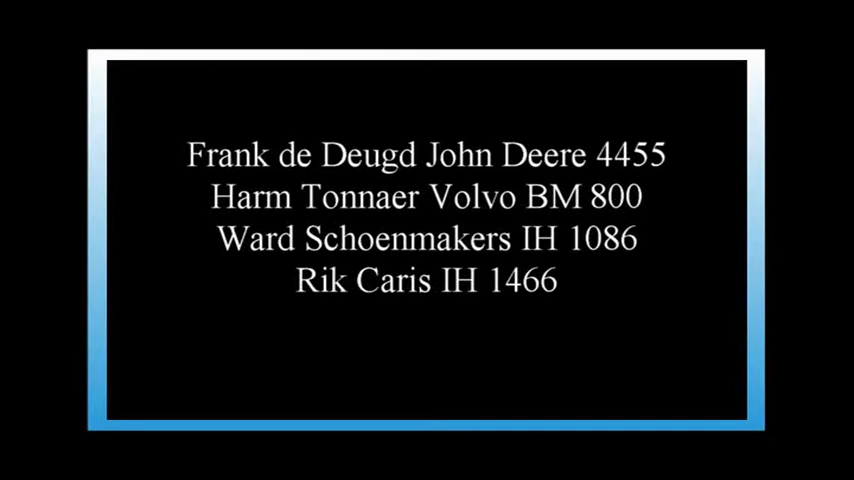 Frank de Deugd John Deere 4455
Harm Tonnaer Volvo BM 800
Ward Schoenmakers IH 1086
Rik Caris IH 1466